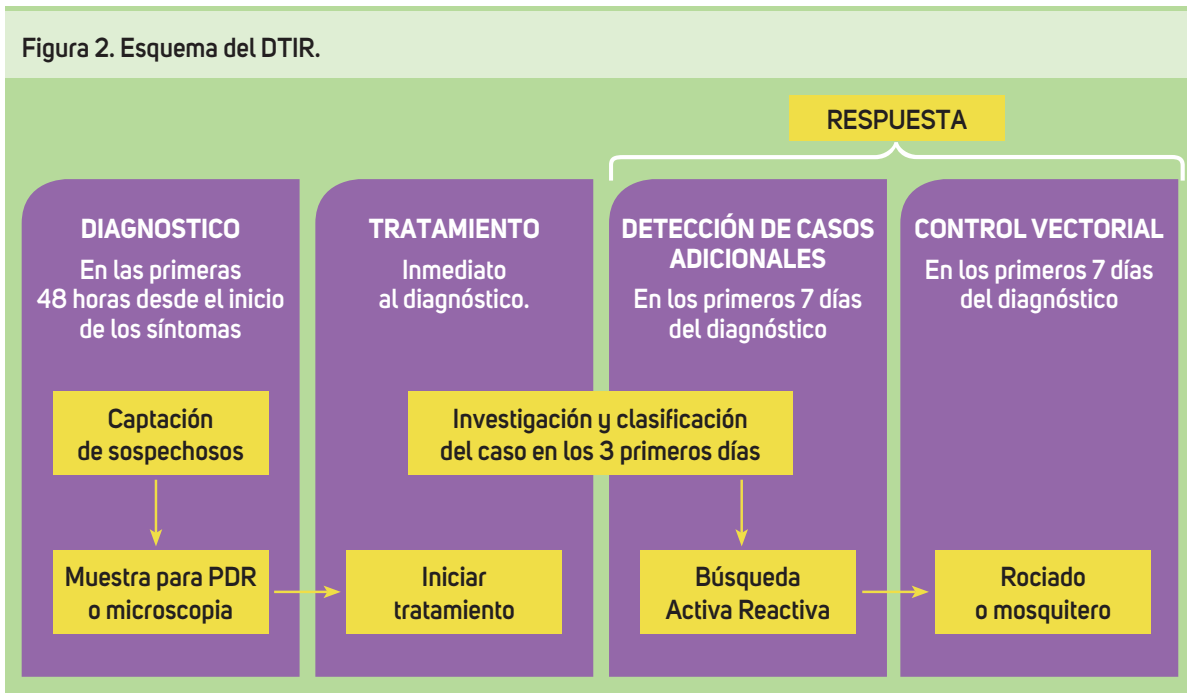 Figura 2. Esquema del DTIR.
RESPUESTA
DIAGNOSTICO
En las primeras
48 horas desde el inicio
de los síntomas
Captación
de sospechosos
Muestra para PDR
o microscopia
TRATAMIENTO
Inmediato
al diagnóstico.
Investigación y clasificación
del caso en los 3 primeros días
Iniciar
tratamiento
DETECCIÓN DE CASOS
ADICIONALES
En los primeros 7 días
del diagnóstico
Búsqueda
Activa Reactiva
CONTROL VECTORIAL
En los primeros 7 días
del diagnóstico
Rociado
o mosquitero